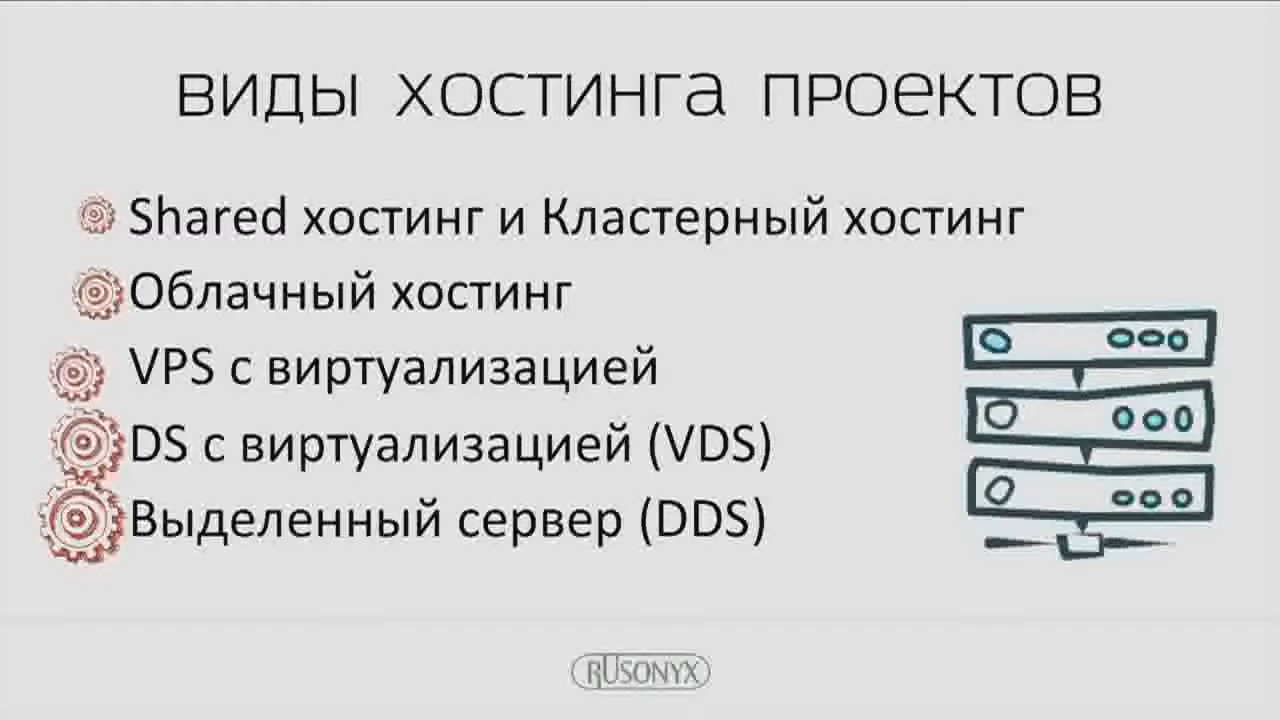 виды хостинга проектов
Shared хостинг и Кластерный хостинг
Облачный хостинг
VPS с виртуализацией
DS с виртуализацией (VDS)
Выделенный сервер (DDS)
RUSONYX